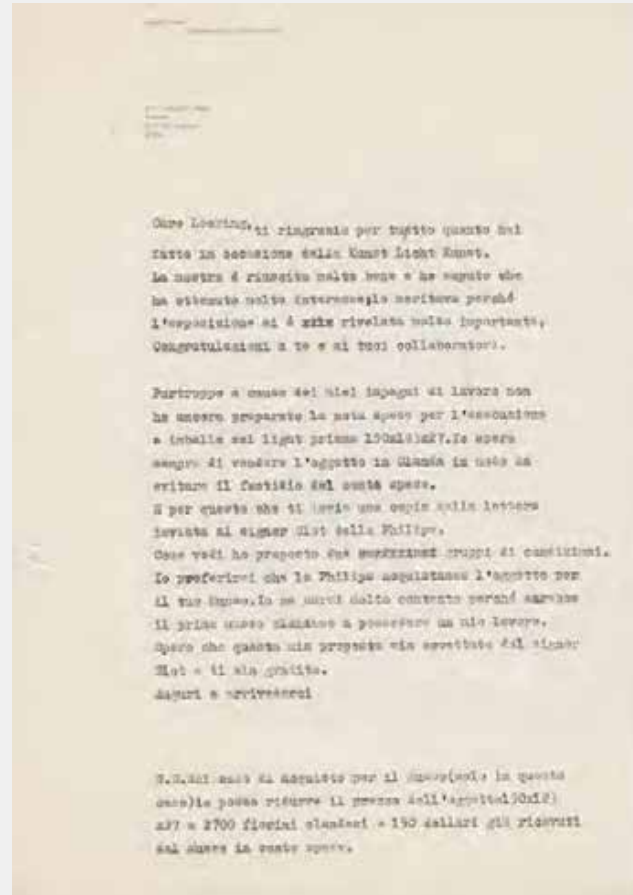 Caro Leering, ti ringrazio per tuttto quanto hai
fatto in occasione della Kunst Licht Kunst.
La mostra é riuscita molto bene e ho saputo che
ha ottenuto molto interesse, lo meritava perché
l'esposizione si é rivelata molto importante.
Congratulazioni a te e ai tuoi collaboratori.
Purtroppo a causa dei miei impegni di lavoro non
ho ancora preparato la nota spese per l'esecuzione
e imballo del light prisms Io spero
sempre di vendere l'oggetto in Olanda in modo da
evitare il fastidio del conto spese.
E per questo che ti invio una copia della lettera
inviata al signor Slot della Philips.
Come vedi ho proposto due gruppi di condizioni.
Io preferirei che la Philips acquistasse l'oggetto per
il tuo Museo. Io ne sarei molto contento perché sarebbe
il primo museo olandese a possedere un mio lavoro.
Spero che questa mia proposta sia accettata dal signor
Slot e ti sia gradita.
Auguri e arrivederci
nel caso di acquisto per il museo(solo in questo
caso)io posso ridurre il prezzo dell'oggetto
a 2700 fiorini olandesi + 150 dollari già ricevuti
dal museo in conto spese.